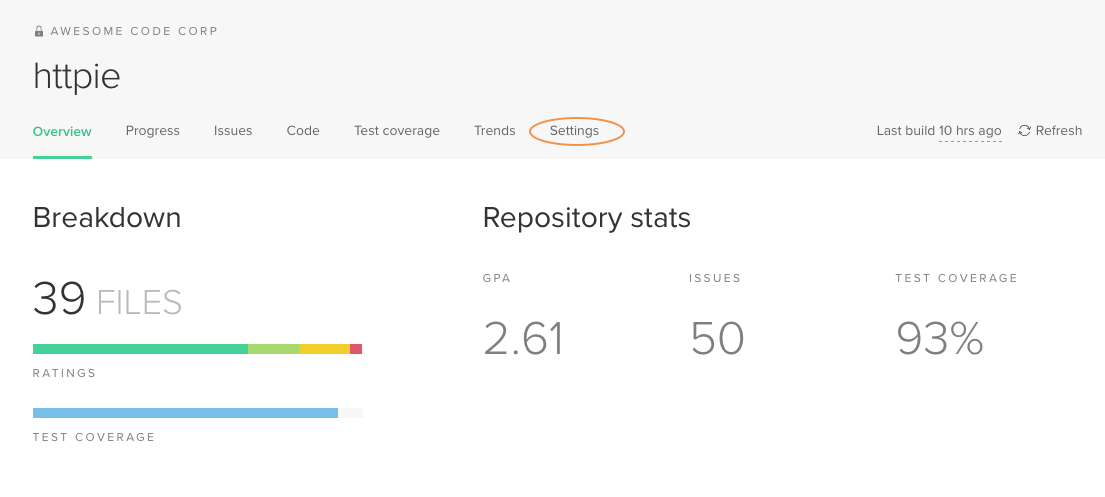 AWESOME CODE CORP
httpie
Overview Progress Issues Code Test coverage Trends Settings Last build 10 hrs ago Refresh
Breakdown
Repository stats
39 FILES
RATINGS
TEST COVERAGE
GPA
2.61
ISSUES
50
TEST COVERAGE
93%